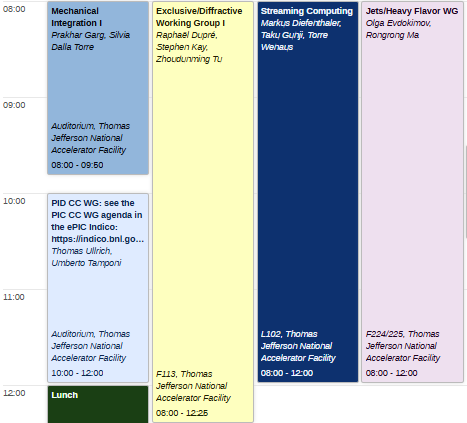 08:00
09:00
10:00
11:00
12:00
Mechanical
Integration I
Prakhar Garg, Silvia
Dalla Torre
Auditorium, Thomas
Jefferson National
Accelerator Facility
08:00 - 09:50
PID CC WG: see the
PIC CC WG agenda in
the ePIC Indico:
https://indico.bnl.go...
Thomas Ullrich,
Umberto Tamponi
Auditorium, Thomas
Jefferson National
Accelerator Facility
10:00 - 12:00
Lunch
Exclusive/Diffractive
Working Group I
Raphaël Dupré,
Stephen Kay,
Zhoudunming Tu
F113, Thomas
Jefferson National
Accelerator Facility
08:00 - 12:25
Streaming Computing
Markus Diefenthaler,
Taku Gunji, Torre
Wenaus
L102, Thomas
Jefferson National
Accelerator Facility
08:00 - 12:00
Jets/Heavy Flavor WG
Olga Evdokimov,
Rongrong Ma
F224/225, Thomas
Jefferson National
Accelerator Facility
08:00 - 12:00